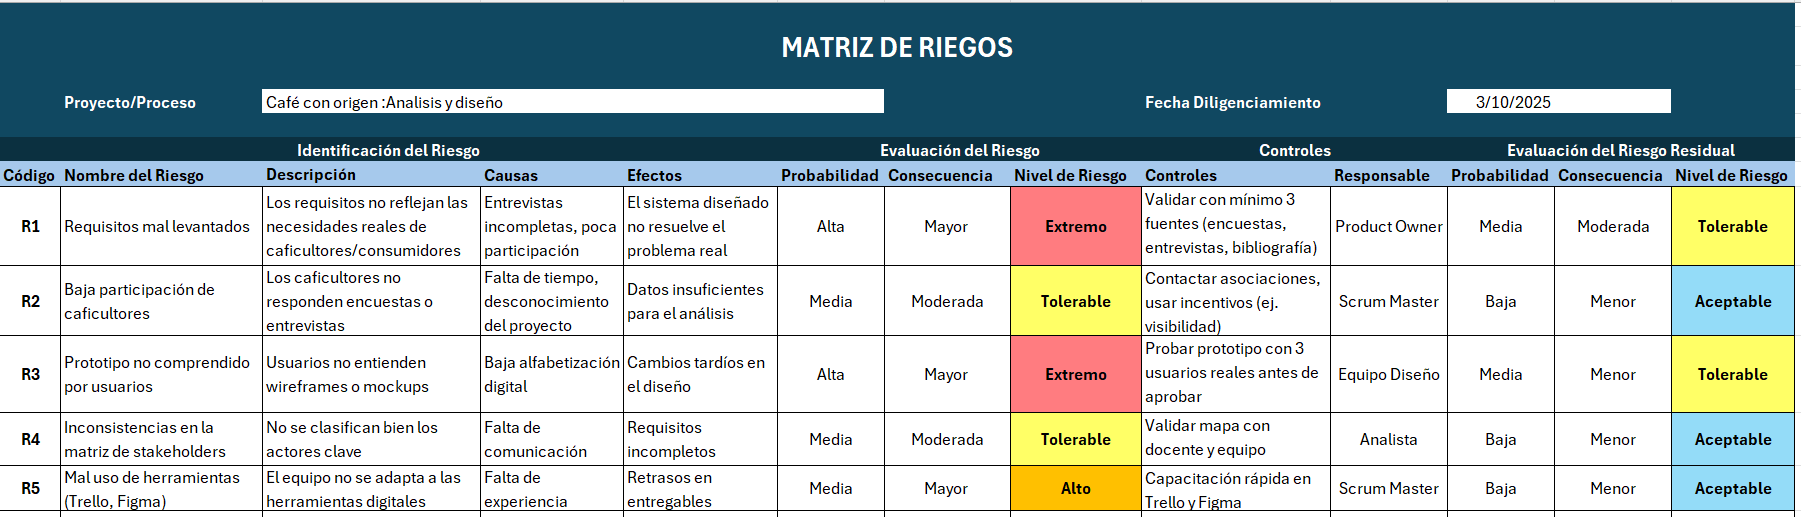 MATRIZ DE RIEGOS
Proyecto/Proceso
Café con origen :Analisis y diseño
Fecha Diligenciamiento
3/10/2025
Identificación del Riesgo
Evaluación del Riesgo
Controles
Evaluación del Riesgo Residual
Código
Nombre del Riesgo
Descripción
Causas
Efectos
Probabilidad
Consecuencia
Nivel de Riesgo
Controles
Responsable
Probabilidad
Consecuencia
Nivel de Riesgo
R1
Requisitos mal levantados
Los requisitos no reflejan las
necesidades reales de
caficultores/consumidores
Entrevistas
incompletas, poca
participación
El sistema diseñado
no resuelve el
problema real
Alta
Mayor
Extremo
Validar con mínimo 3
fuentes (encuestas,
entrevistas, bibliografía)
Product Owner
Media
Moderada
Tolerable
R2
Baja participación de
caficultores
Los caficultores no
responden encuestas o
entrevistas
Falta de tiempo,
desconocimiento
del proyecto
Datos insuficientes
para el análisis
Media
Moderada
Tolerable
Contactar asociaciones,
usar incentivos (ej.
visibilidad)
Scrum Master
Baja
Menor
Aceptable
R3
Prototipo no comprendido
por usuarios
Usuarios no entienden
wireframes o mockups
Baja alfabetización
digital
Cambios tardíos en
el diseño
Alta
Mayor
Extremo
Probar prototipo con 3
usuarios reales antes de
aprobar
Equipo Diseño
Media
Menor
Tolerable
R4
Inconsistencias en la
matriz de stakeholders
No se clasifican bien los
actores clave
Falta de
comunicación
Requisitos
incompletos
Media
Moderada
Tolerable
Validar mapa con
docente y equipo
Analista
Baja
Menor
Aceptable
R5
Mal uso de herramientas
(Trello, Figma)
El equipo no se adapta a las
herramientas digitales
Falta de
experiencia
Retrasos en
entregables
Media
Mayor
Alto
Capacitación rápida en
Trello y Figma
Scrum Master
Baja
Menor
Aceptable